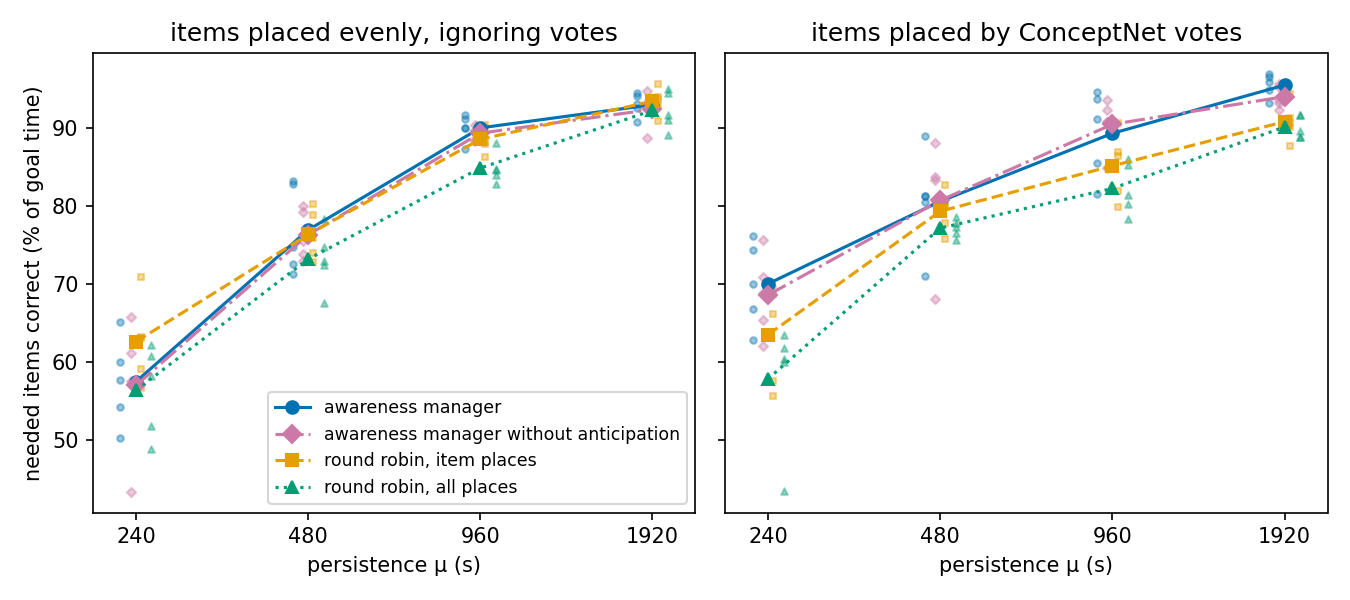 items placed evenly, ignoring votes
items placed by ConceptNet votes
needed items correct (% of goal time)
90
80
70
60
50
awareness manager
awareness manager without anticipation
round robin, item places
round robin, all places
240 480 960 1920
240 480 960 1920
persistence μ (s)
persistence μ (s)